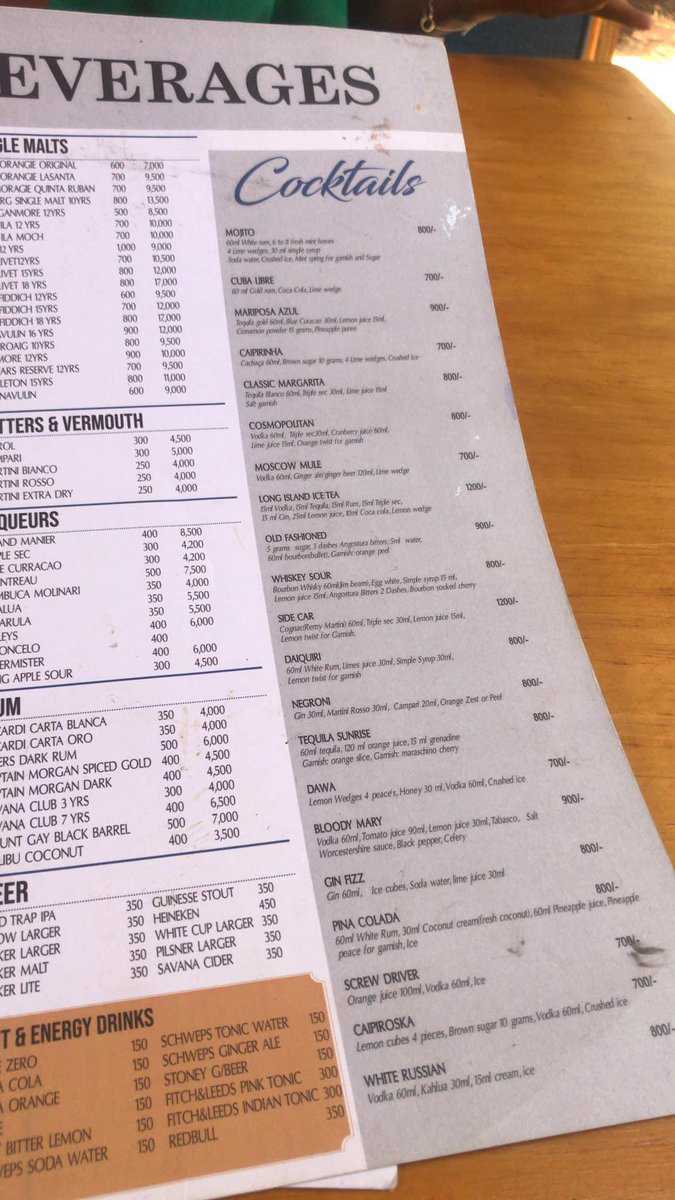 EVERAGES
GLE MALTS
ORANGIE ORIGINAL 600 7,000
ORANGIE LASANTA 700 9,500
ORAGIE QUINTA RUBAN 700 9,500
RG SINGLE MALT 10YRS 800 13,500
GANMORE 12YRS 500 8,500
ILA 12 YRS 700 10,000
ILA MOCH 700 10,000
12 YRS 1,000 9,000
IVET12YRS 700 10,500
IVET 15YRS 800 12,000
IVET 18 YRS 800 17,000
FIDDICH 12YRS 600 9,500
FIDDICH 15YRS 700 12,000
FIDDICH 18 YRS 800 12,000
VULIN 16 YRS 900 12,000
ROAIG 10YRS 800 9,500
MORE 12YRS 900 10,000
ARS RESERVE 12YRS 700 9,500
LETON 15YRS 800 11,000
NAVULIN 600 9,000
TTERS & VERMOUTH
ROL 300 4,500
PARI 300 5,000
TINI BIANCO 250 4,000
TINI ROSSO 250 4,000
TINI EXTRA DRY 250 4,000
QUEURS
AND MANIER 400 8,500
PLE SEC 300 4,200
E CURACAO 300 4,200
NTREAU 500 7,500
MBUCA MOLINARI 350 4,000
ALUA 350 5,500
ARULA 350 5,500
LEYS 400 6,000
ONCELO 400
ERMISTER 400 6,000
NG APPLE SOUR 300 4,500
UM
CARDI CARTA BLANCA 350 4,000
CARDI CARTA ORO 350 4,000
ERS DARK RUM 500 6,000
PTAIN MORGAN SPICED GOLD 400 4,500
PTAIN MORGAN DARK 400 4,500
VANA CLUB 3 YRS 300 4,000
VANA CLUB 7 YRS 400 6,500
UNT GAY BLACK BARREL 500 7,000
LIBU COCONUT 400 3,500
EER
D TRAP IPA 350 GUINESSE STOUT 350
OW LARGER 350 HEINEKEN 450
KER LARGER 350 WHITE CUP LARGER 350
KER MALT 350 PILSNER LARGER 350
KER LITE 350 SAVANA CIDER 350
T & ENERGY DRINKS
E ZERO 150 SCHWEPS TONIC WATER 150
A COLA 150 SCHWEPS GINGER ALE 150
A ORANGE 150 STONEY G/BEER 150
E 150 FITCH&LEEDS PINK TONIC 300
BITTER LEMON 150 FITCH&LEEDS INDIAN TONIC 300
WEPS SODA WATER 150 REDBULL 350
Cocktails
MOJITO 800/-
60ml White rum, 6 to 8 fresh mint leaves
4 Lime wedges, 30 ml simple syrup
Soda water, Crushed Ice, Mint spring for garnish and Sugar
CUBA LIBRE 700/-
60 ml Gold rum, Coca Cola, Lime wedge
MARIPOSA AZUL 900/-
Tequila gold 60ml, Blue Curacao 30ml, Lemon juice 15ml,
Cinnamon powder 15 grams, Pineapple puree
CAIPIRINHA 700/-
Cachaça 60ml, Brown sugar 10 grams, 4 Lime wedges, Crushed Ice
CLASSIC MARGARITA 800/-
Tequila Blanco 60ml, Triple sec 30ml, Lime juice 15ml
Salt garnish
COSMOPOLITAN 800/-
Vodka 60ml, Triple sec30ml, Cranberry juice 60ml,
Lime juice 15ml, Orange twist for garnish
MOSCOW MULE 700/-
Vodka 60ml, Ginger ale/ginger beer 120ml, Lime wedge
LONG ISLAND ICE TEA 1200/-
15ml Vodka, 15ml Tequila, 15ml Rum, 15ml Triple sec,
15 ml Gin, 25ml Lemon juice, 10ml Coca cola, Lemon wedge
OLD FASHIONED 900/-
5 grams sugar, 3 dashes Angostura bitters, 5ml water,
60ml bourbon(bullet), Garnish: orange peel
WHISKEY SOUR 800/-
Bourbon Whisky 60ml(Jim beam), Egg white, Simple syrup 15 ml,
Lemon juice 15ml, Angostura Bitters 2 Dashes, Bourbon socked cherry
SIDE CAR 1200/-
Cognac(Remy Martin) 60ml, Triple sec 30ml, Lemon juice 15ml,
Lemon twist for Garnish.
DAIQUIRI 800/-
60ml White Rum, Limes juice 30ml, Simple Syrup 30ml,
Lemon twist for garnish
NEGRONI 800/-
Gin 30ml, Martini Rosso 30ml, Campari 20ml, Orange Zest or Peel
TEQUILA SUNRISE 800/-
60ml tequila, 120 ml orange juice, 15 ml grenadine
Garnish: orange slice, Garnish: maraschino cherry
DAWA 700/-
Lemon Wedges 4 peace's, Honey 30 ml, Vodka 60ml, Crushed ice
BLOODY MARY 900/-
Vodka 60ml, Tomato juice 90ml, Lemon juice 30ml, Tabasco, Salt
Worcestershire sauce, Black pepper, Celery
GIN FIZZ 800/-
Gin 60ml, Ice cubes, Soda water, lime juice 30ml
PINA COLADA 800/-
60ml White Rum, 30ml Coconut cream(fresh coconut), 60ml Pineapple juice, Pineapple
peace for garnish, Ice
SCREW DRIVER 700/-
Orange juice 100ml, Vodka 60ml, Ice
CAIPIROSKA 700/-
Lemon cubes 4 pieces, Brown sugar 10 grams, Vodka 60ml, Crushed ice
WHITE RUSSIAN 800/-
Vodka 60ml, Kahlua 30ml, 15ml cream, ice